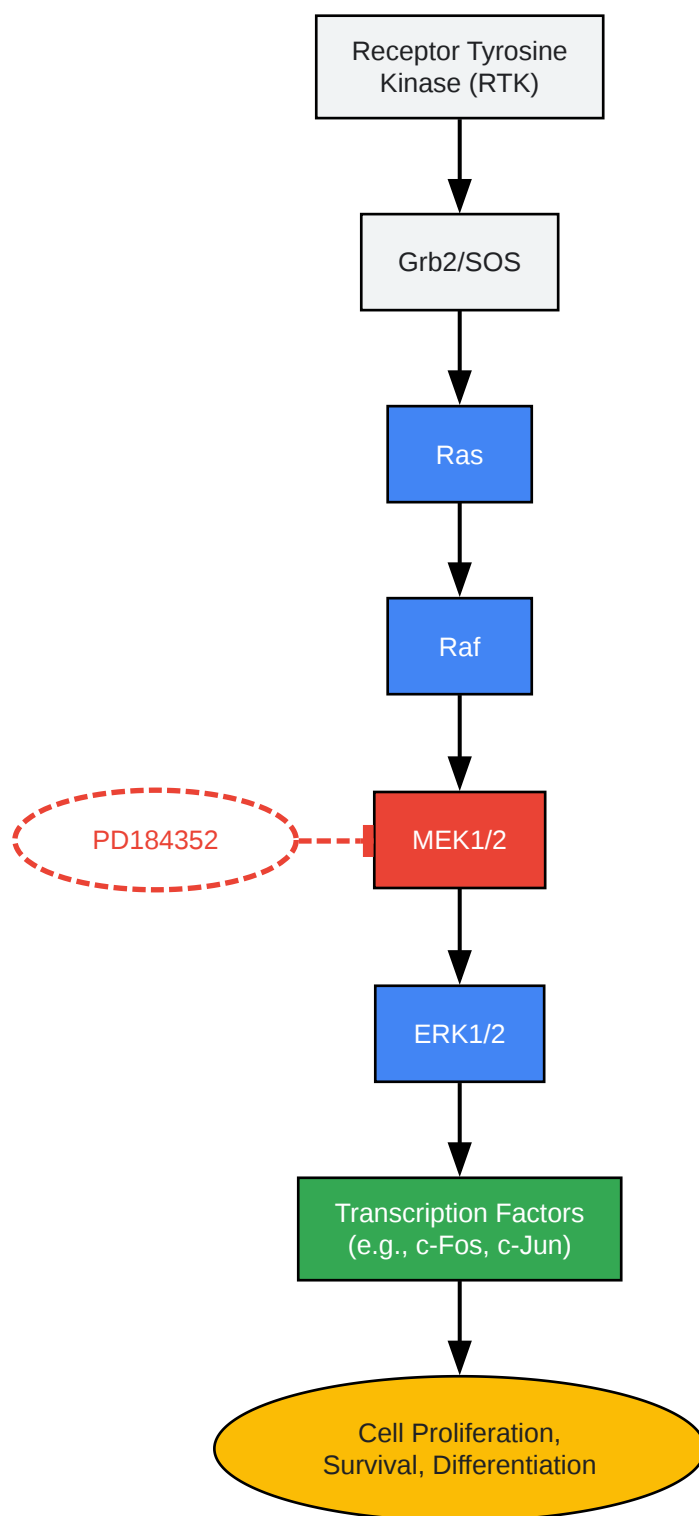 Receptor Tyrosine
Kinase (RTK)
Grb2/SOS
Ras
Raf
PD184352
MEK1/2
ERK1/2
Transcription Factors
(e.g., c-Fos, c-Jun)
Cell Proliferation,
Survival, Differentiation